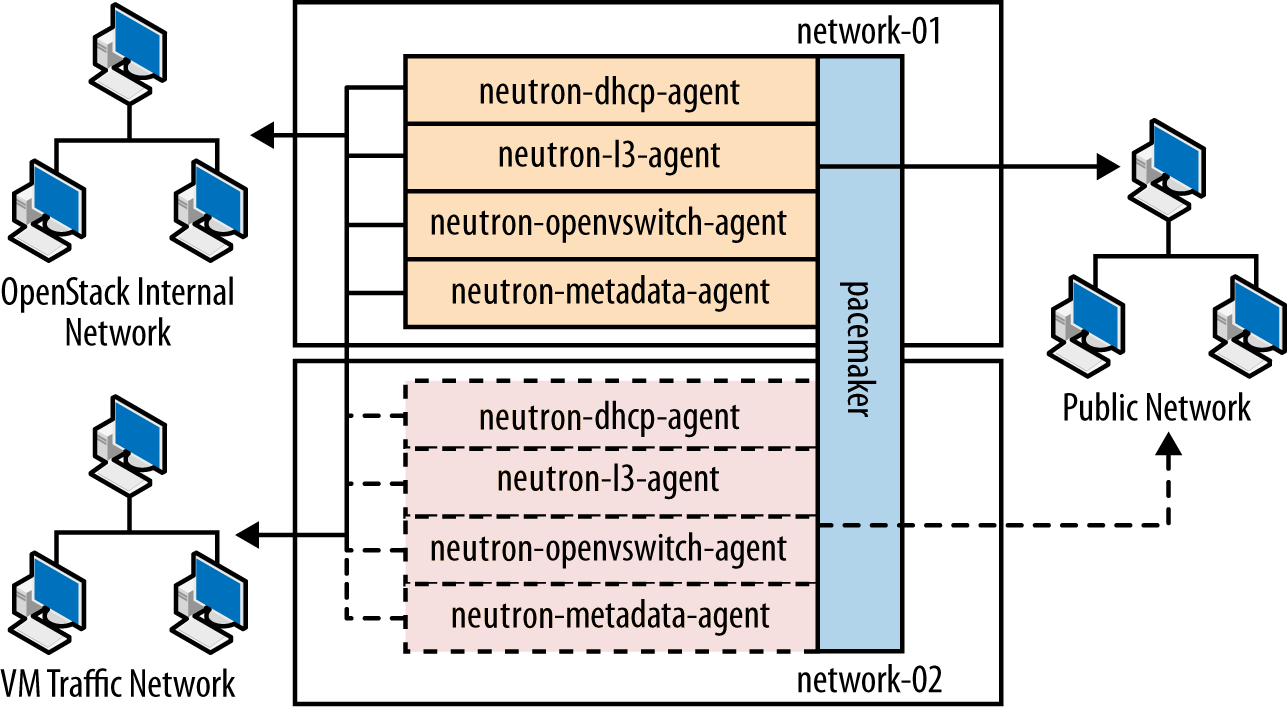 network-01
neutron-dhcp-agent
neutron-l3-agent
neutron-openvswitch-agent
neutron-metadata-agent
pacemaker
OpenStack Internal
Network
Public Network
neutron-dhcp-agent
neutron-l3-agent
neutron-openvswitch-agent
neutron-metadata-agent
VM Traffic Network
network-02